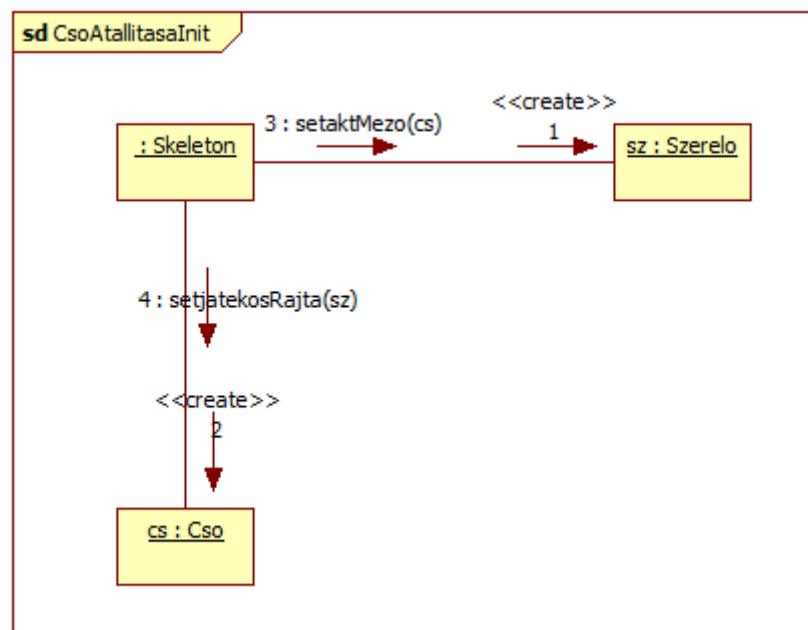 sd CsoAtallitasaInit
<<create>>
3 : setaktMezo(cs)
1
: Skeleton
sz : Szerelo
4 : setjatekosRajta(sz)
<<create>>
2
cs : Cso